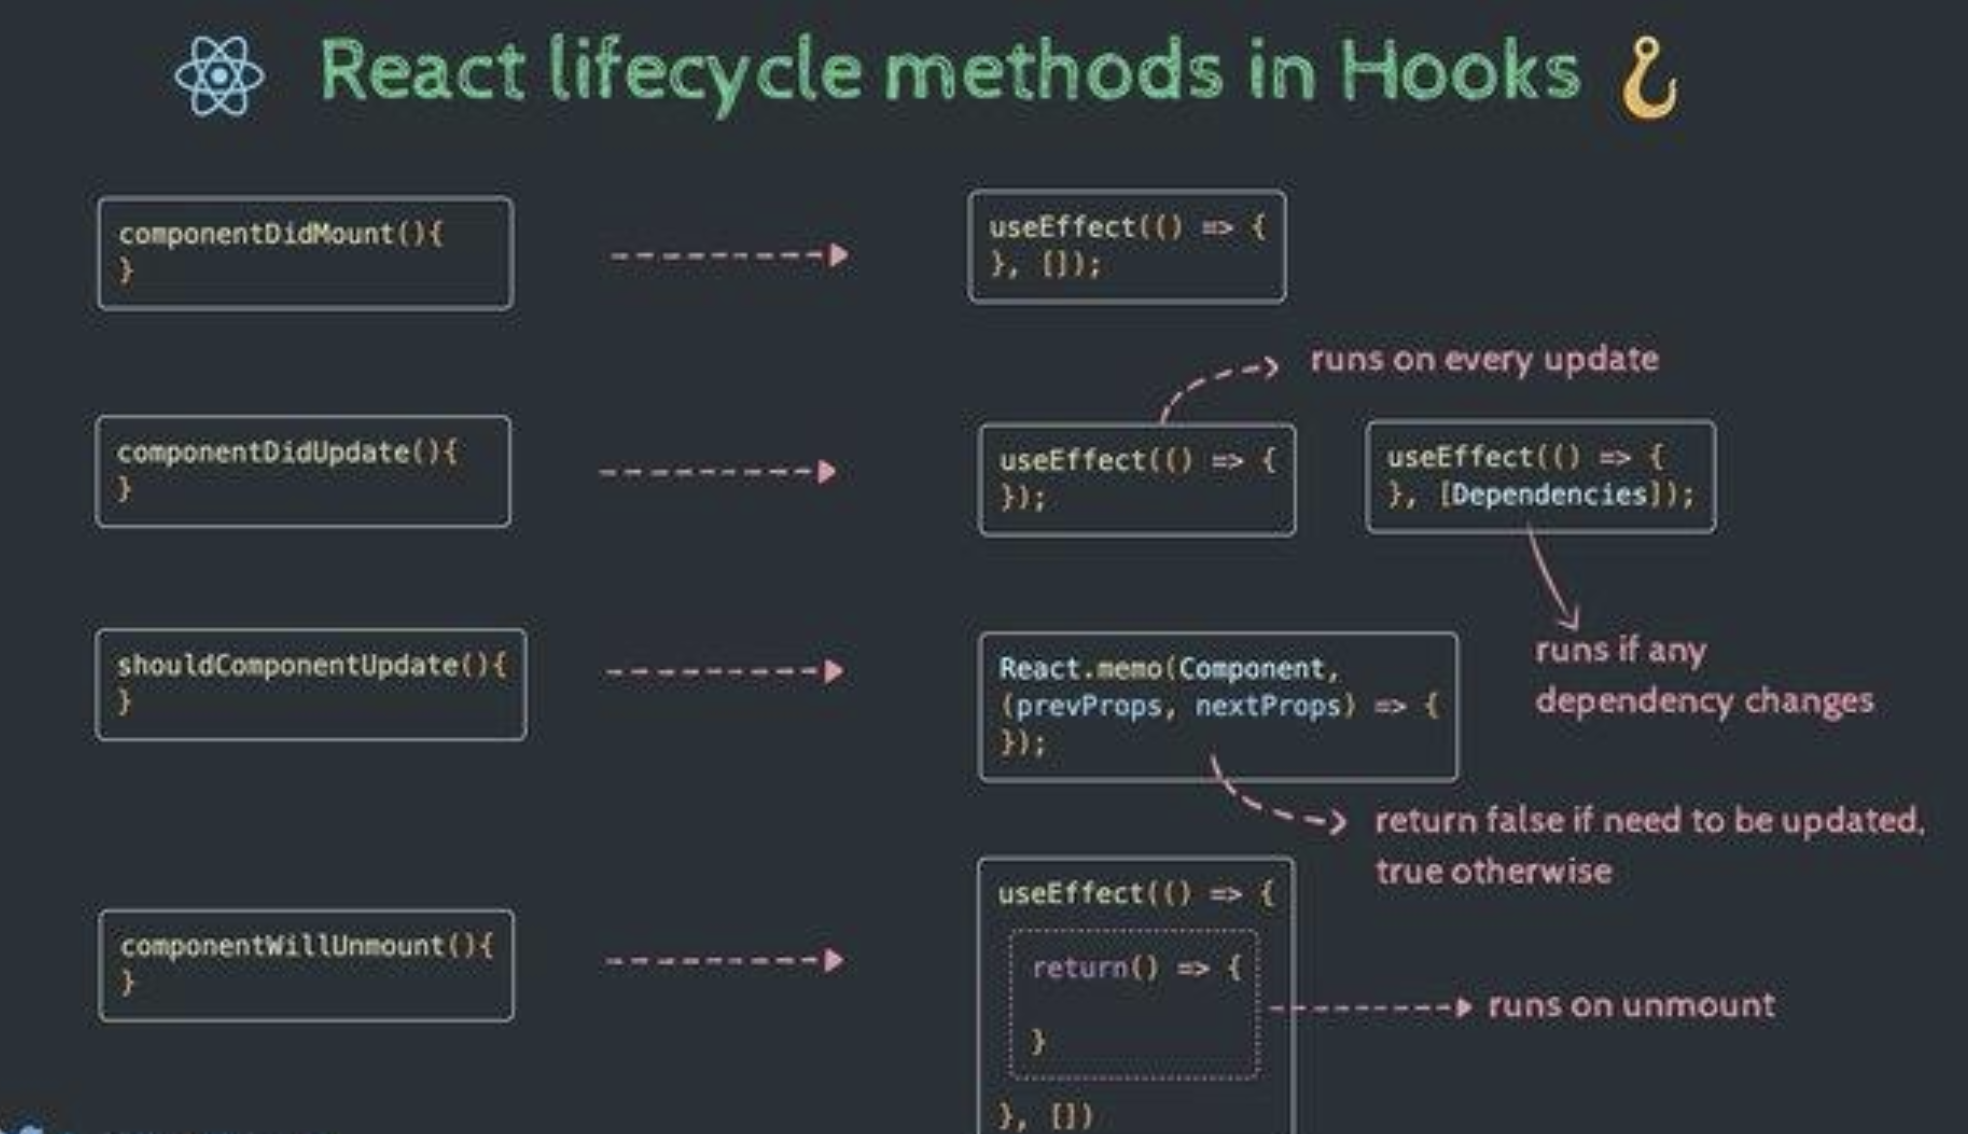 React lifecycle methods in Hooks
componentDidMount(){
}
useEffect(() => {
}, []);
runs on every update
componentDidUpdate(){
}
useEffect(() => {
});
useEffect(() => {
}, [Dependencies]);
runs if any
dependency changes
shouldComponentUpdate(){
}
React.memo(Component,
(prevProps, nextProps) => {
});
return false if need to be updated,
true otherwise
componentWillUnmount(){
}
useEffect(() => {
return() => {
}
}, [])
runs on unmount